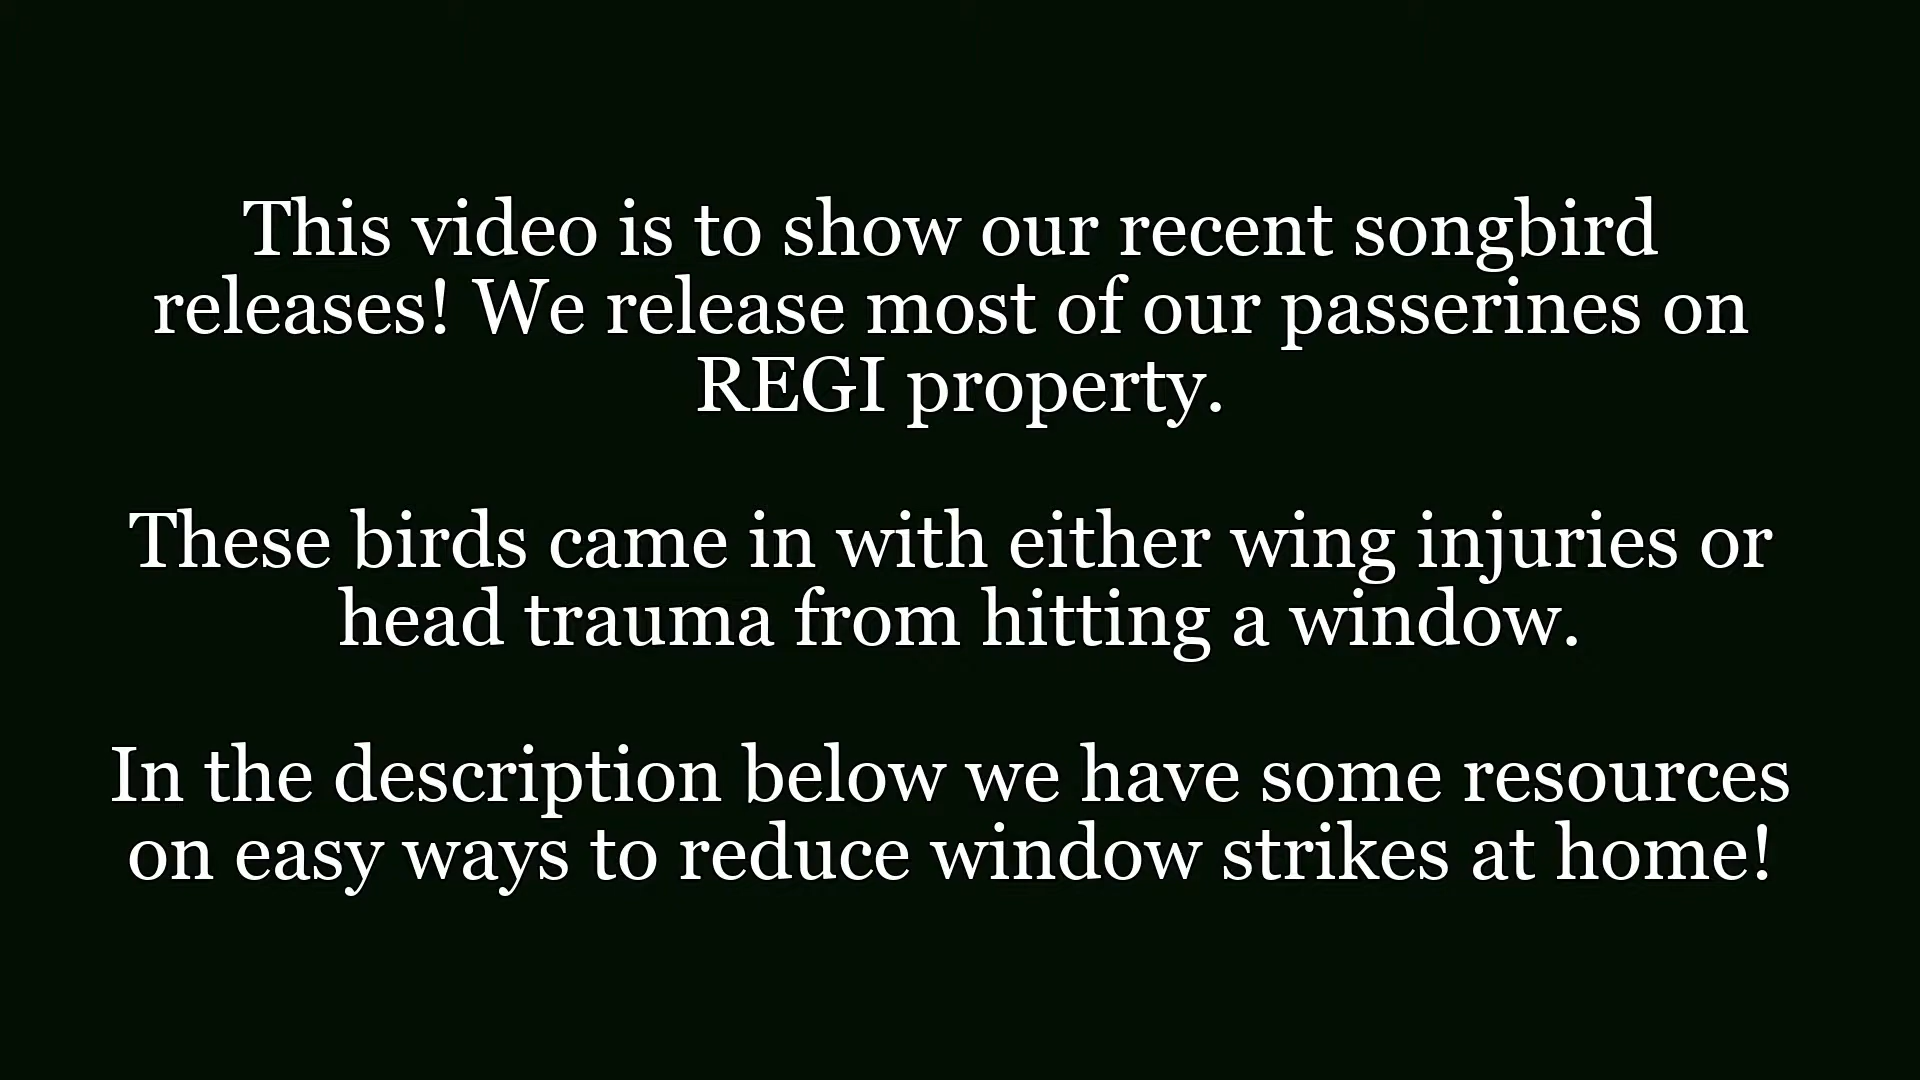 This video is to show our recent songbird
releases! We release most of our passerines on
REGI property.
These birds came in with either wing injuries or
head trauma from hitting a window.
In the description below we have some resources
on easy ways to reduce window strikes at home!